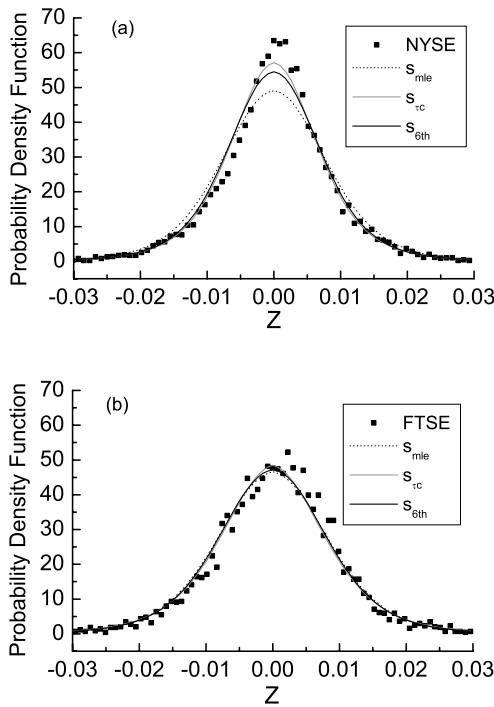 (a)
NYSE
s_mle
s_τc
s_6th
Probability Density Function
70
60
50
40
30
20
10
0
-0.03 -0.02 -0.01 0.00 0.01 0.02 0.03
Z
(b)
FTSE
s_mle
s_τc
s_6th
Probability Density Function
70
60
50
40
30
20
10
0
-0.03 -0.02 -0.01 0.00 0.01 0.02 0.03
Z